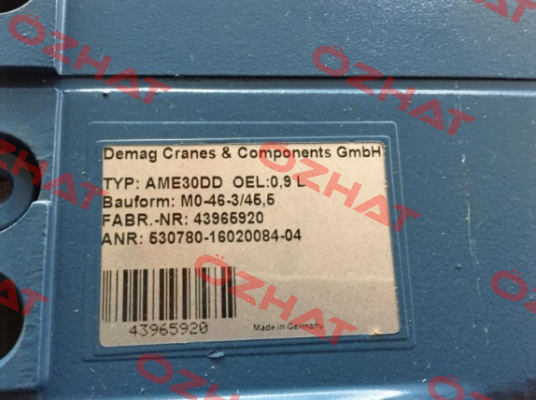 Demag Cranes & Components GmbH
TYP: AME30DD OEL:0,9 L
Bauform: M0-46-3/45,5
FABR.-NR: 43965920
ANR: 530780-16020084-04
43965920
Made in Germany
OZHAT
OZHAT
OZHAT
OZHAT
OZHAT
OZHAT